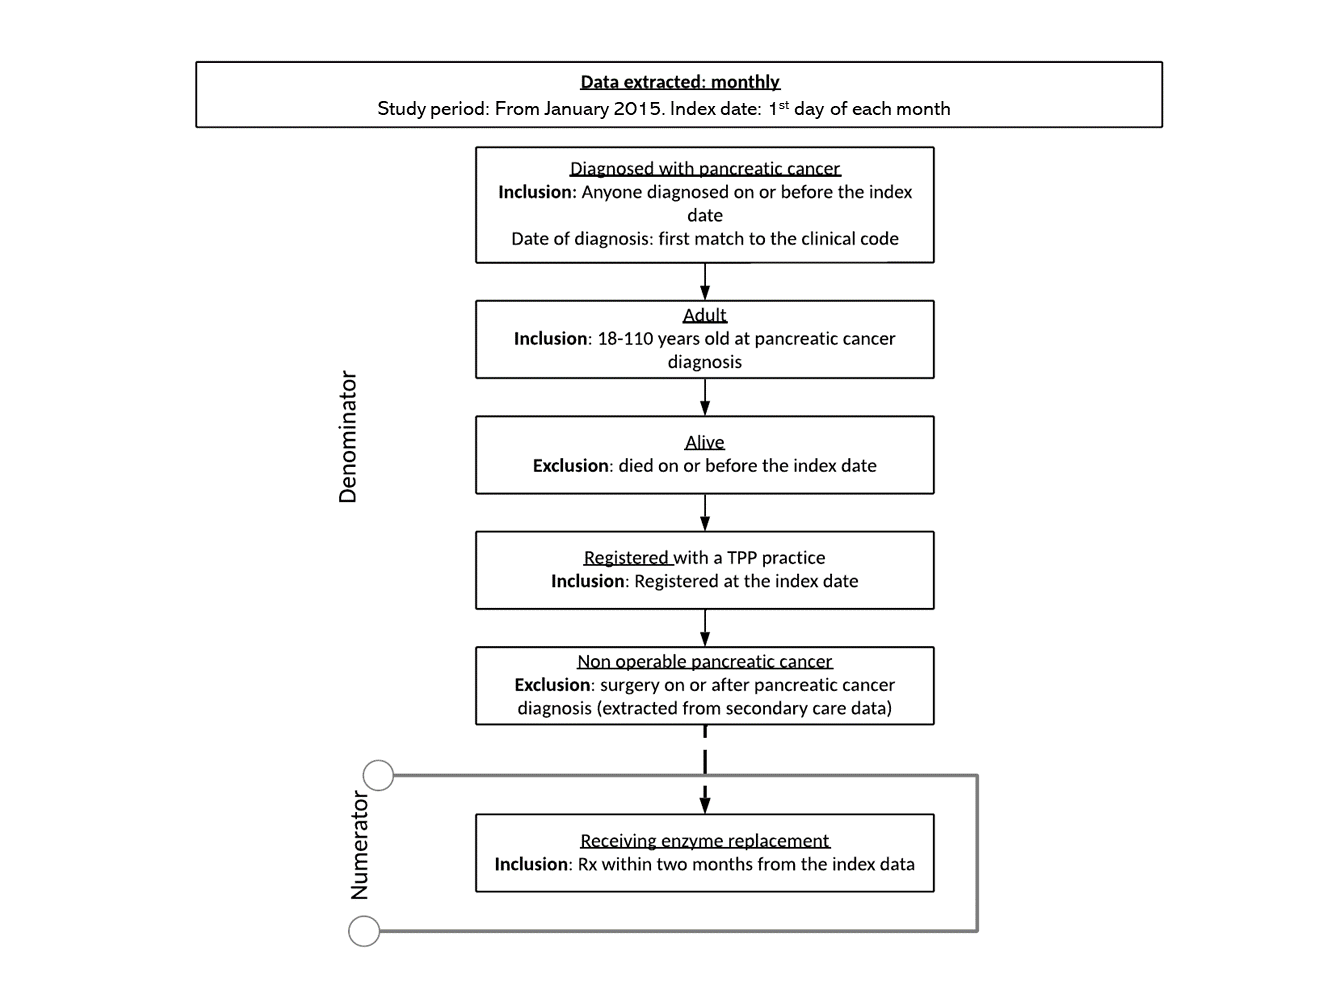 Data extracted: monthly
Study period: From January 2015. Index date: 1st day of each month
Diagnosed with pancreatic cancer
Inclusion: Anyone diagnosed on or before the index
date
Date of diagnosis: first match to the clinical code
Adult
Inclusion: 18-110 years old at pancreatic cancer
diagnosis
Denominator
Alive
Exclusion: died on or before the index date
Registered with a TPP practice
Inclusion: Registered at the index date
Non operable pancreatic cancer
Exclusion: surgery on or after pancreatic cancer
diagnosis (extracted from secondary care data)
Numerator
Receiving enzyme replacement
Inclusion: Rx within two months from the index data